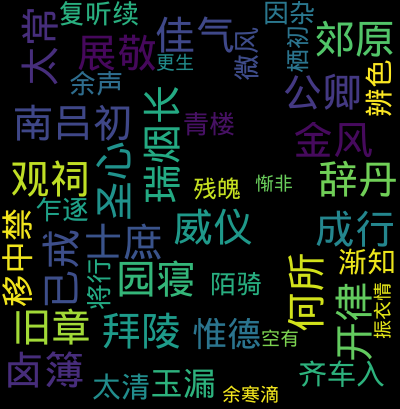 复听续
因杂
太常
展敬
佳气
微风
栖初
郊原
更生
余声
公卿
辨色
南吕初
瑞烟长
青楼
金风
圣心
观祠
残魄
惭非
辞丹
乍逐
移中禁
已戒
士庶
威仪
成行
渐知
将行
园寝
陌骑
何所
开律
振衣情
旧章
拜陵
惟德
空有
卤簿
太清
玉漏
余寒滴
齐车入